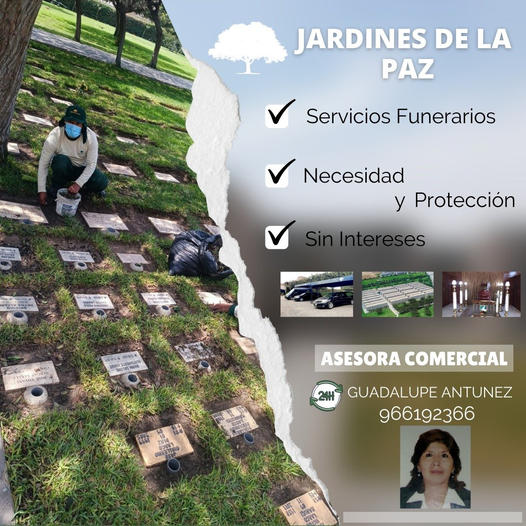 JARDINES DE LA
PAZ
Servicios Funerarios
Necesidad
y Protección
Sin Intereses
ASESORA COMERCIAL
24H
GUADALUPE ANTUNEZ
966192366